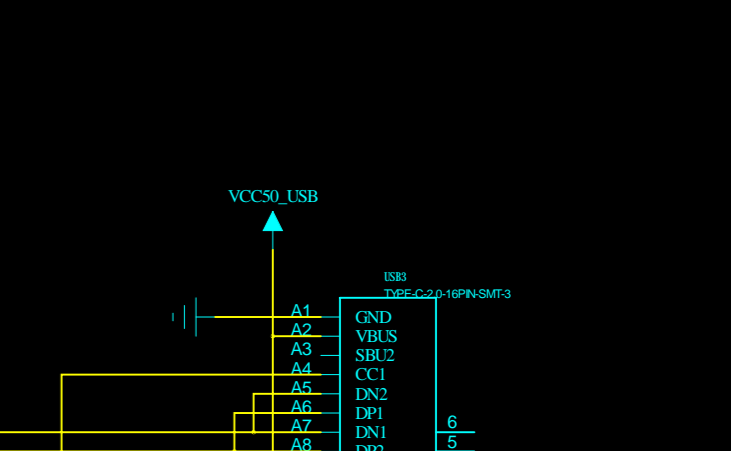 VCC50_USB
USB3
TYPE-C-2.0-16PIN-SMT-3
A1 GND
A2 VBUS
A3 SBU2
A4 CC1
A5 DN2
A6 DP1
A7 DN1 6
A8 DP2 5